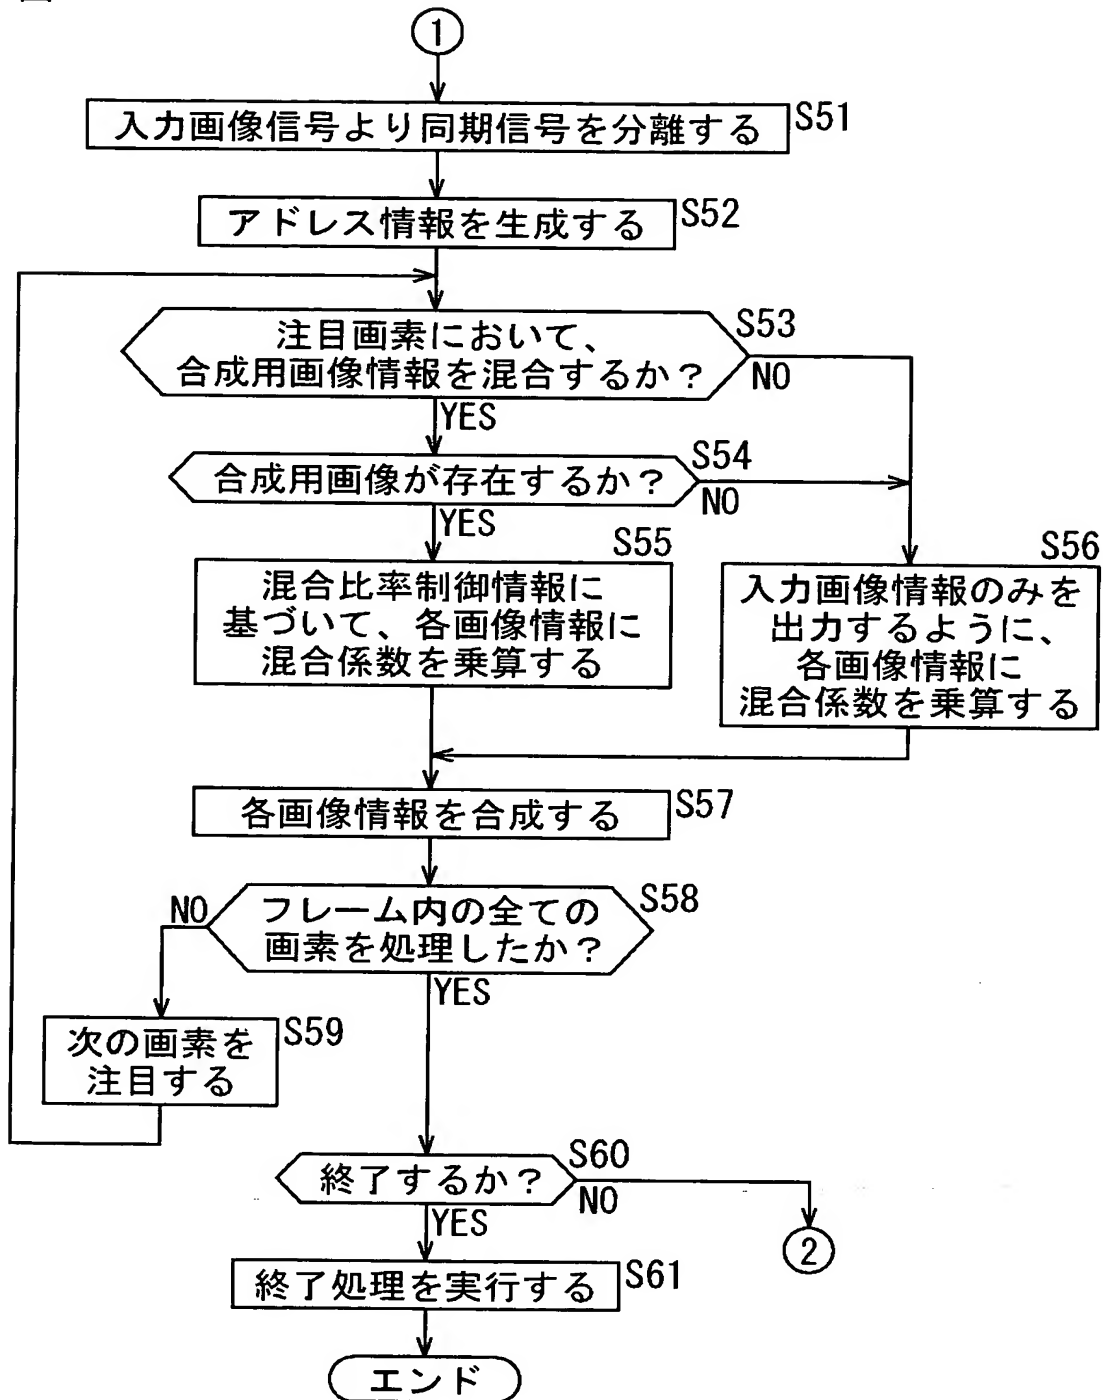 1
入力画像信号より同期信号を分離する
S51
アドレス情報を生成する
S52
注目画素において、
合成用画像情報を混合するか？
S53
NO
YES
合成用画像が存在するか？
S54
NO
YES
S55
混合比率制御情報に
基づいて、各画像情報に
混合係数を乗算する
S56
入力画像情報のみを
出力するように、
各画像情報に
混合係数を乗算する
各画像情報を合成する
S57
フレーム内の全ての
画素を処理したか？
S58
NO
YES
次の画素を
注目する
S59
終了するか？
S60
NO
YES
2
終了処理を実行する
S61
エンド